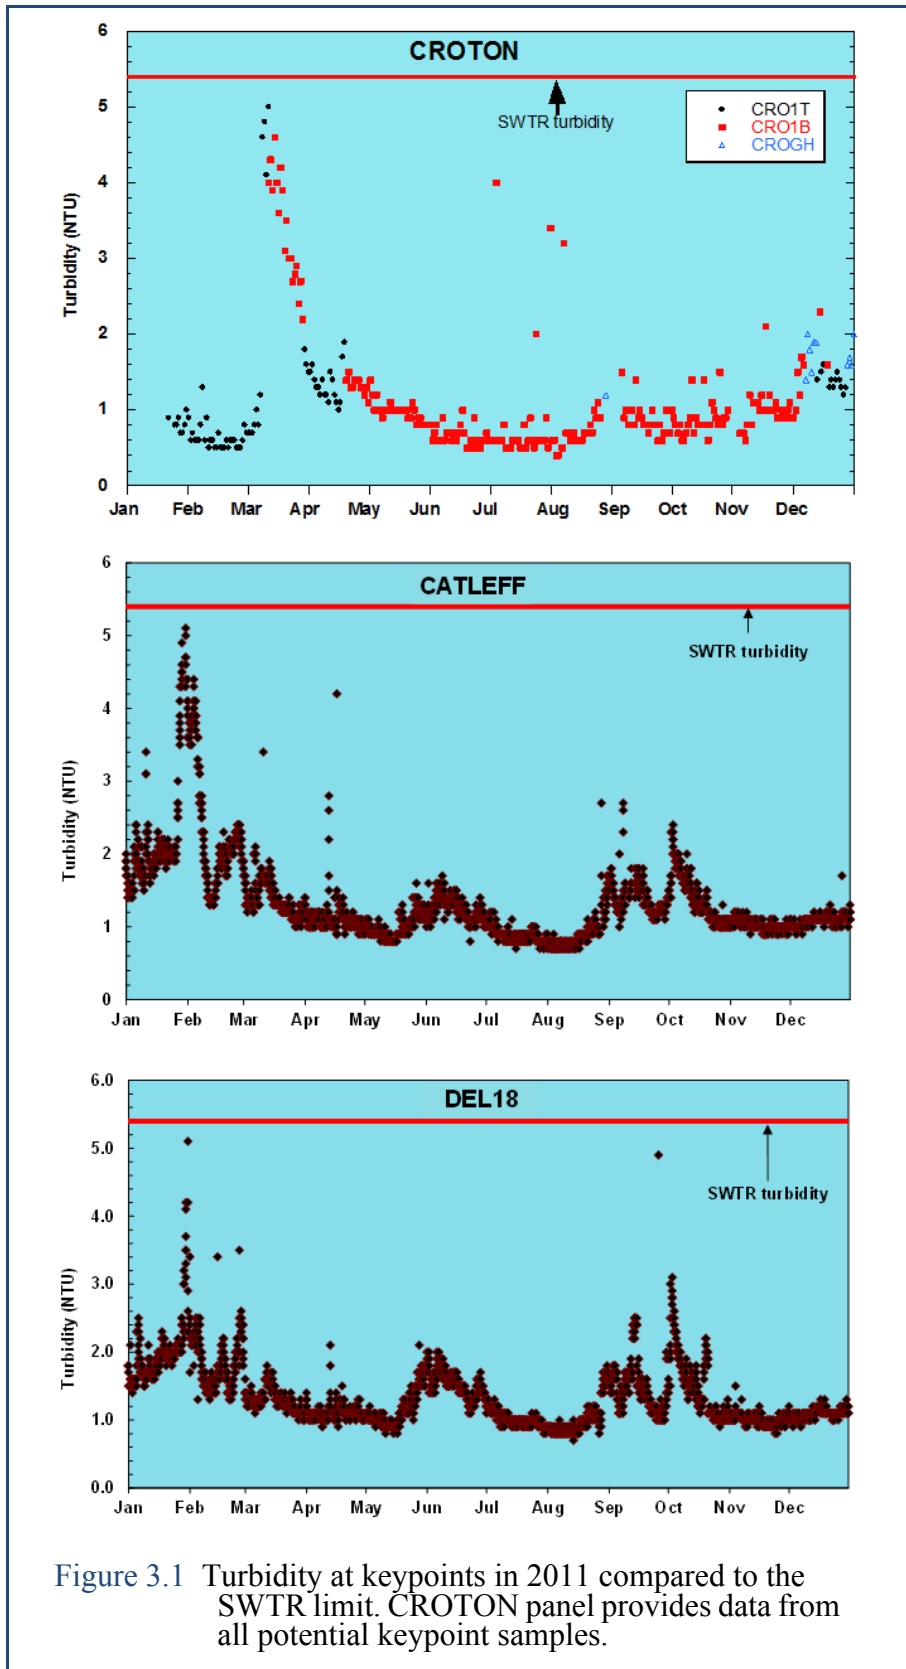 CROTON
6
5
4
3
2
1
0
Turbidity (NTU)
SWTR turbidity
CRO1T
CRO1B
CROGH
Jan Feb Mar Apr May Jun Jul Aug Sep Oct Nov Dec
CATLEFF
6
5
4
3
2
1
0
Turbidity (NTU)
SWTR turbidity
Jan Feb Mar Apr May Jun Jul Aug Sep Oct Nov Dec
DEL18
6.0
5.0
4.0
3.0
2.0
1.0
0.0
Turbidity (NTU)
SWTR turbidity
Jan Feb Mar Apr May Jun Jul Aug Sep Oct Nov Dec
Figure 3.1 Turbidity at keypoints in 2011 compared to the
SWTR limit. CROTON panel provides data from
all potential keypoint samples.